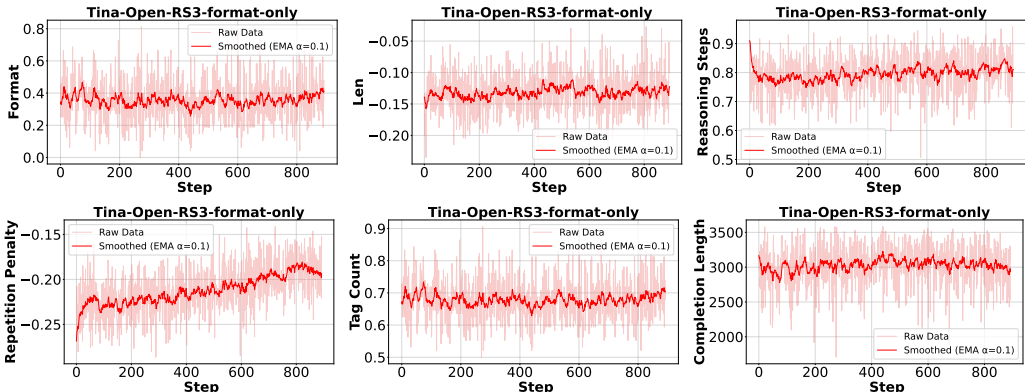 Tina-Open-RS3-format-only
Format
0.8
0.6
0.4
0.2
0.0
Raw Data
Smoothed (EMA α=0.1)
0 200 400 600 800
Step
Tina-Open-RS3-format-only
Len
−0.05
−0.10
−0.15
−0.20
Raw Data
Smoothed (EMA α=0.1)
0 200 400 600 800
Step
Tina-Open-RS3-format-only
Reasoning Steps
0.9
0.8
0.7
0.6
0.5
Raw Data
Smoothed (EMA α=0.1)
0 200 400 600 800
Step
Tina-Open-RS3-format-only
Repetition Penalty
−0.15
−0.20
−0.25
Raw Data
Smoothed (EMA α=0.1)
0 200 400 600 800
Step
Tina-Open-RS3-format-only
Tag Count
0.9
0.8
0.7
0.6
0.5
Raw Data
Smoothed (EMA α=0.1)
0 200 400 600 800
Step
Tina-Open-RS3-format-only
Completion Length
3500
3000
2500
2000
Raw Data
Smoothed (EMA α=0.1)
0 200 400 600 800
Step